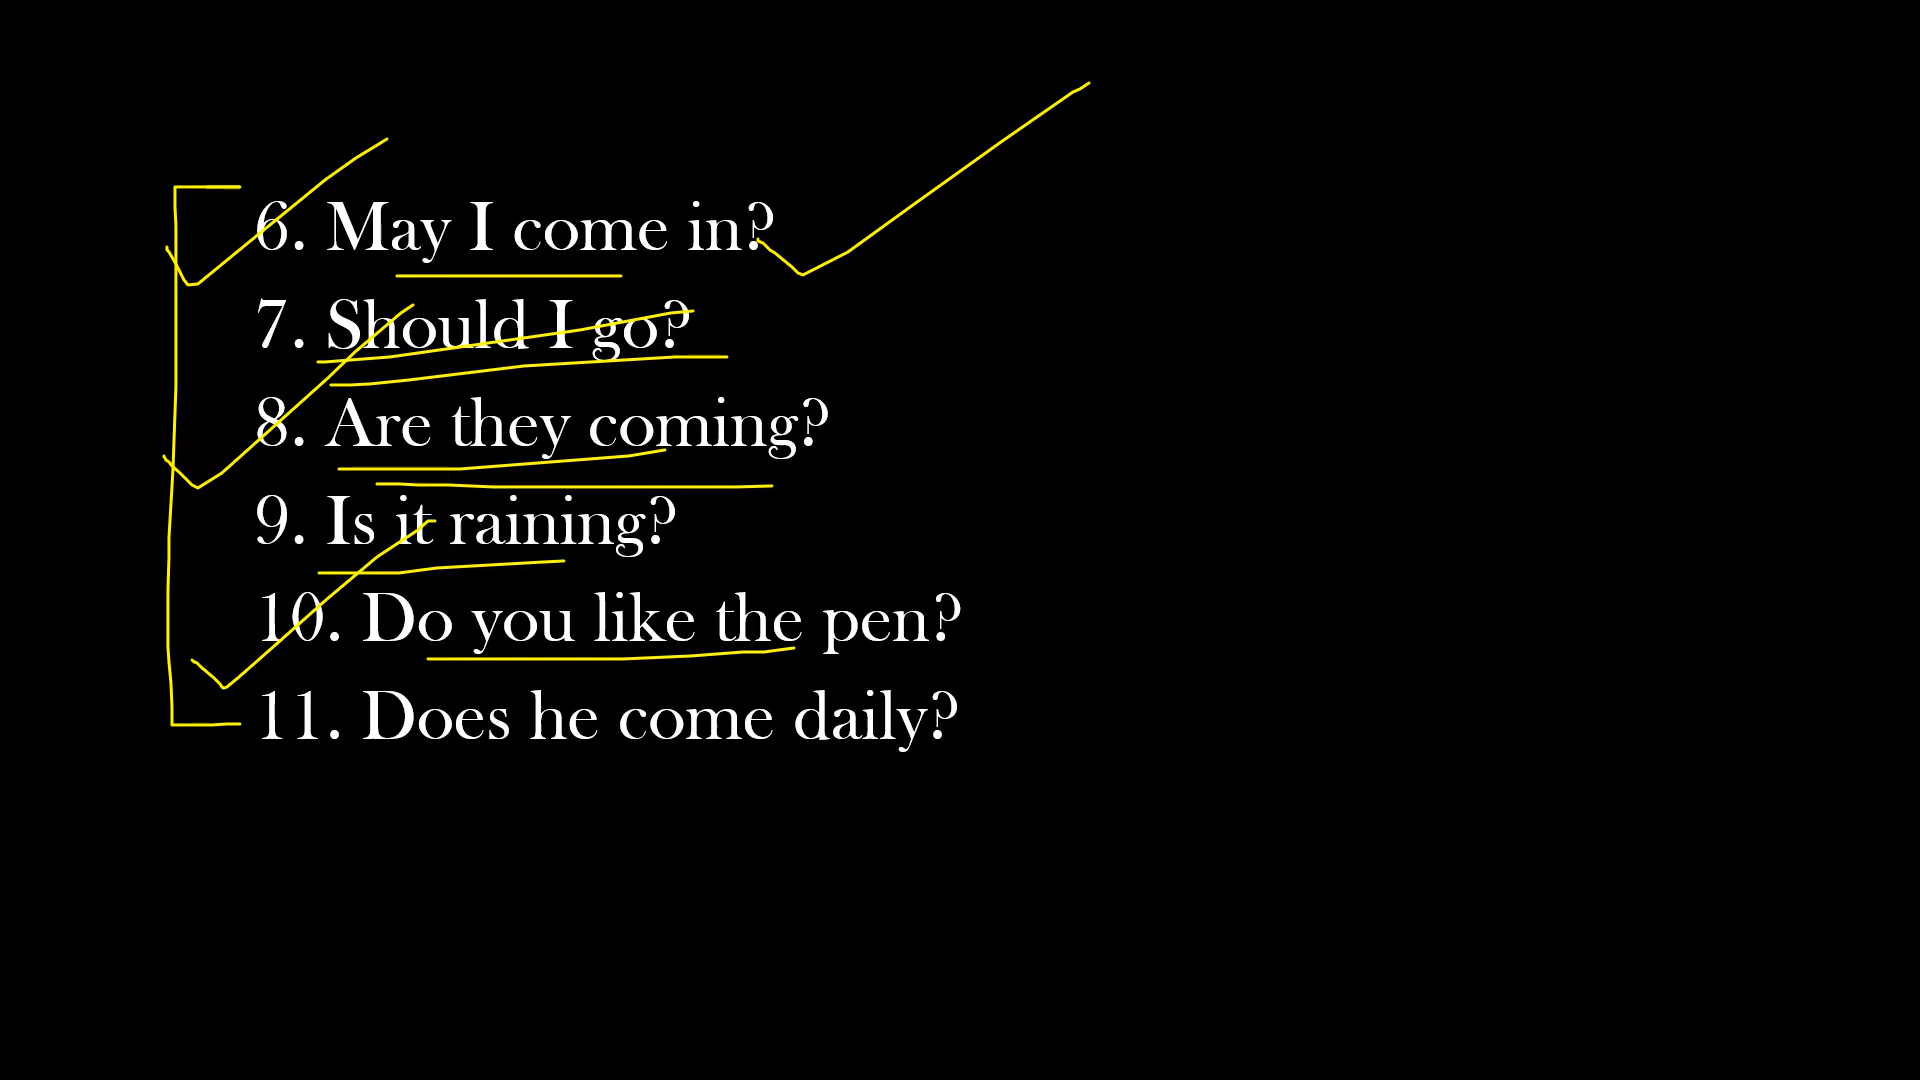 6. May I come in?
7. Should I go?
8. Are they coming?
9. Is it raining?
10. Do you like the pen?
11. Does he come daily?